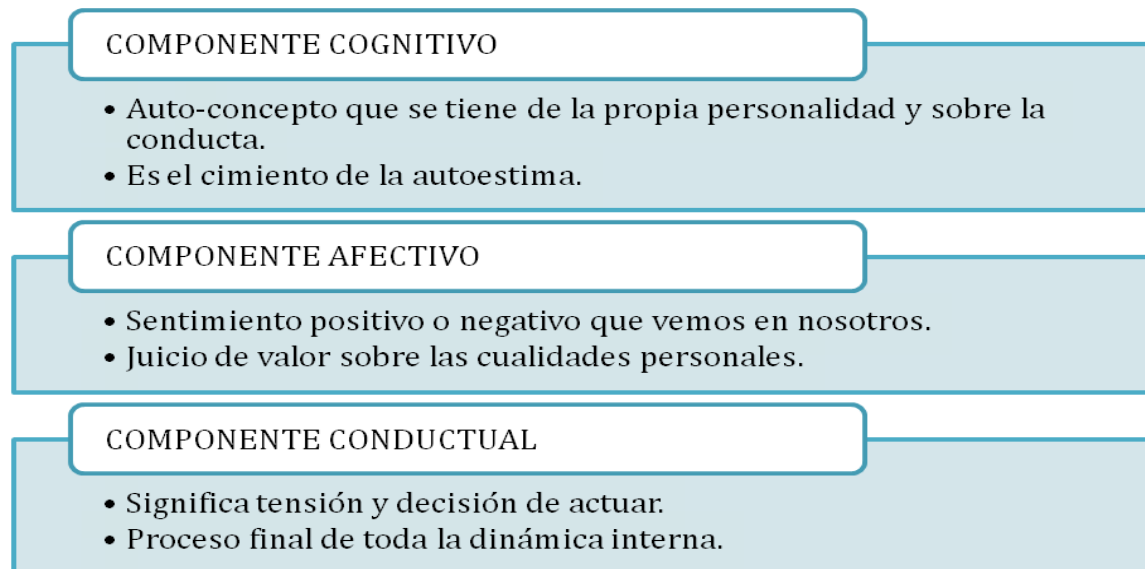 COMPONENTE COGNITIVO
• Auto-concepto que se tiene de la propia personalidad y sobre la
conducta.
• Es el cimiento de la autoestima.
COMPONENTE AFECTIVO
• Sentimiento positivo o negativo que vemos en nosotros.
• Juicio de valor sobre las cualidades personales.
COMPONENTE CONDUCTUAL
• Significa tensión y decisión de actuar.
• Proceso final de toda la dinámica interna.